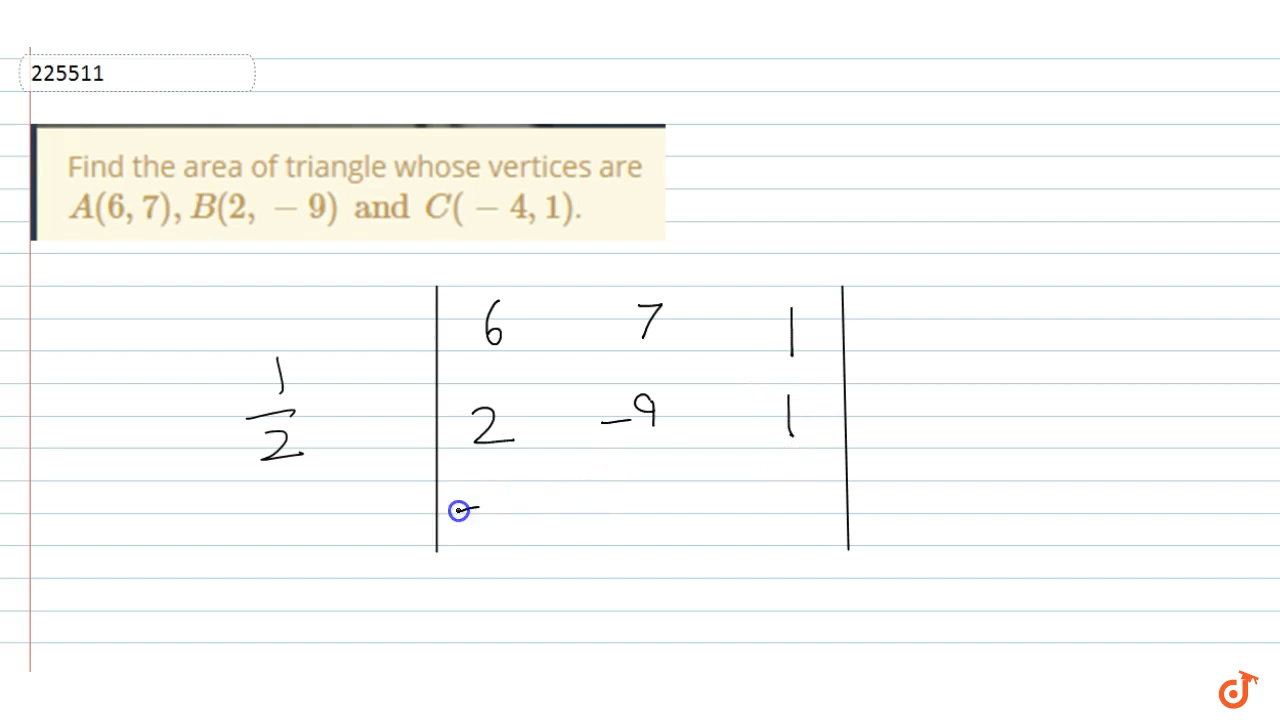 225511
Find the area of triangle whose vertices are
A(6, 7), B(2, − 9) and C( − 4, 1).
6 7 1
1
2
2 −9 1
−